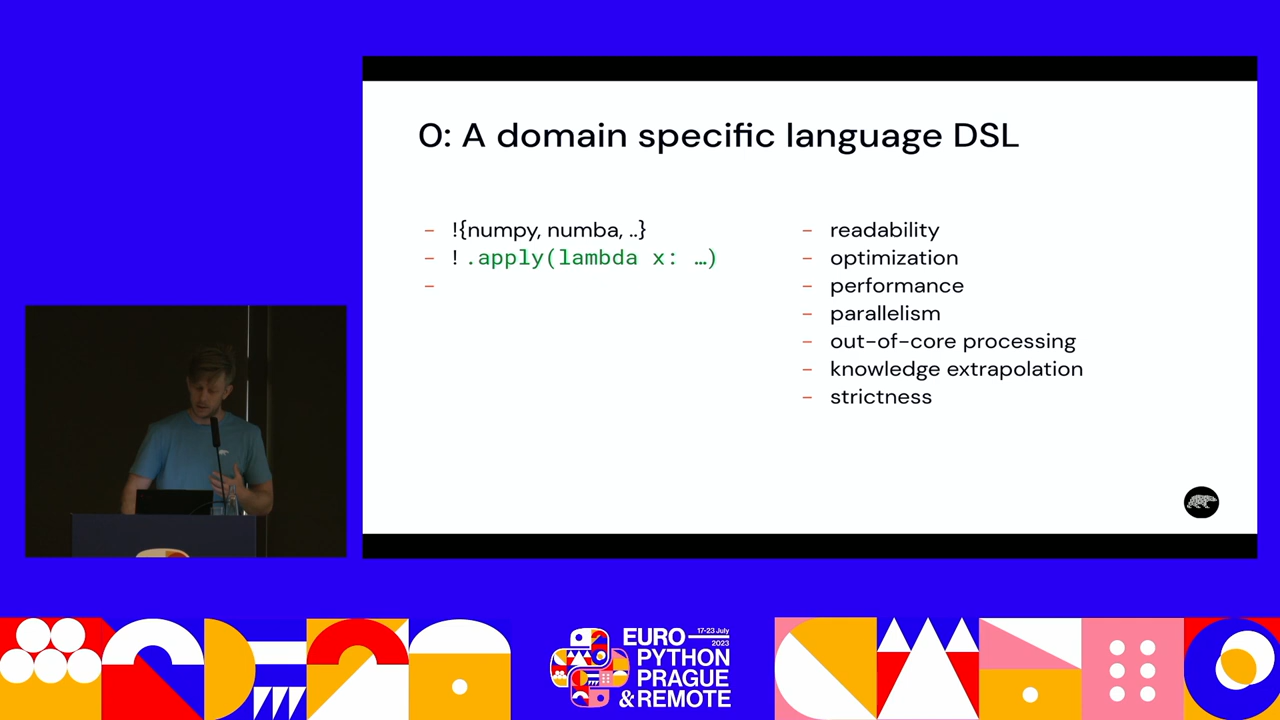 0: A domain specific language DSL
- !{numpy, numba, ..}
- ! .apply(lambda x: …)
-
- readability
- optimization
- performance
- parallelism
- out-of-core processing
- knowledge extrapolation
- strictness
EURO 17-23 July 2023
PYTHON
PRAGUE
& REMOTE